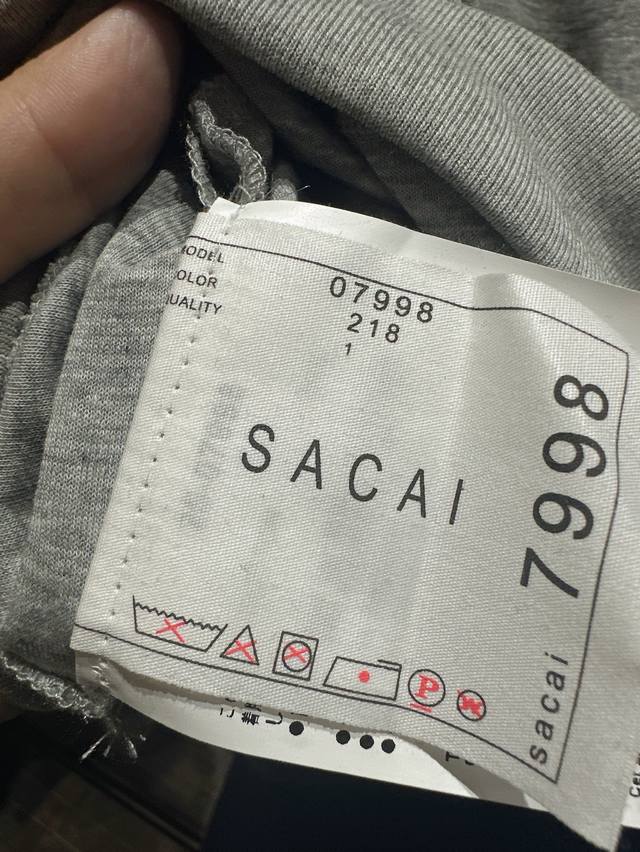 MODEL 07998
COLOR 218
QUALITY 1
SACAI
sacai 7998
P
W